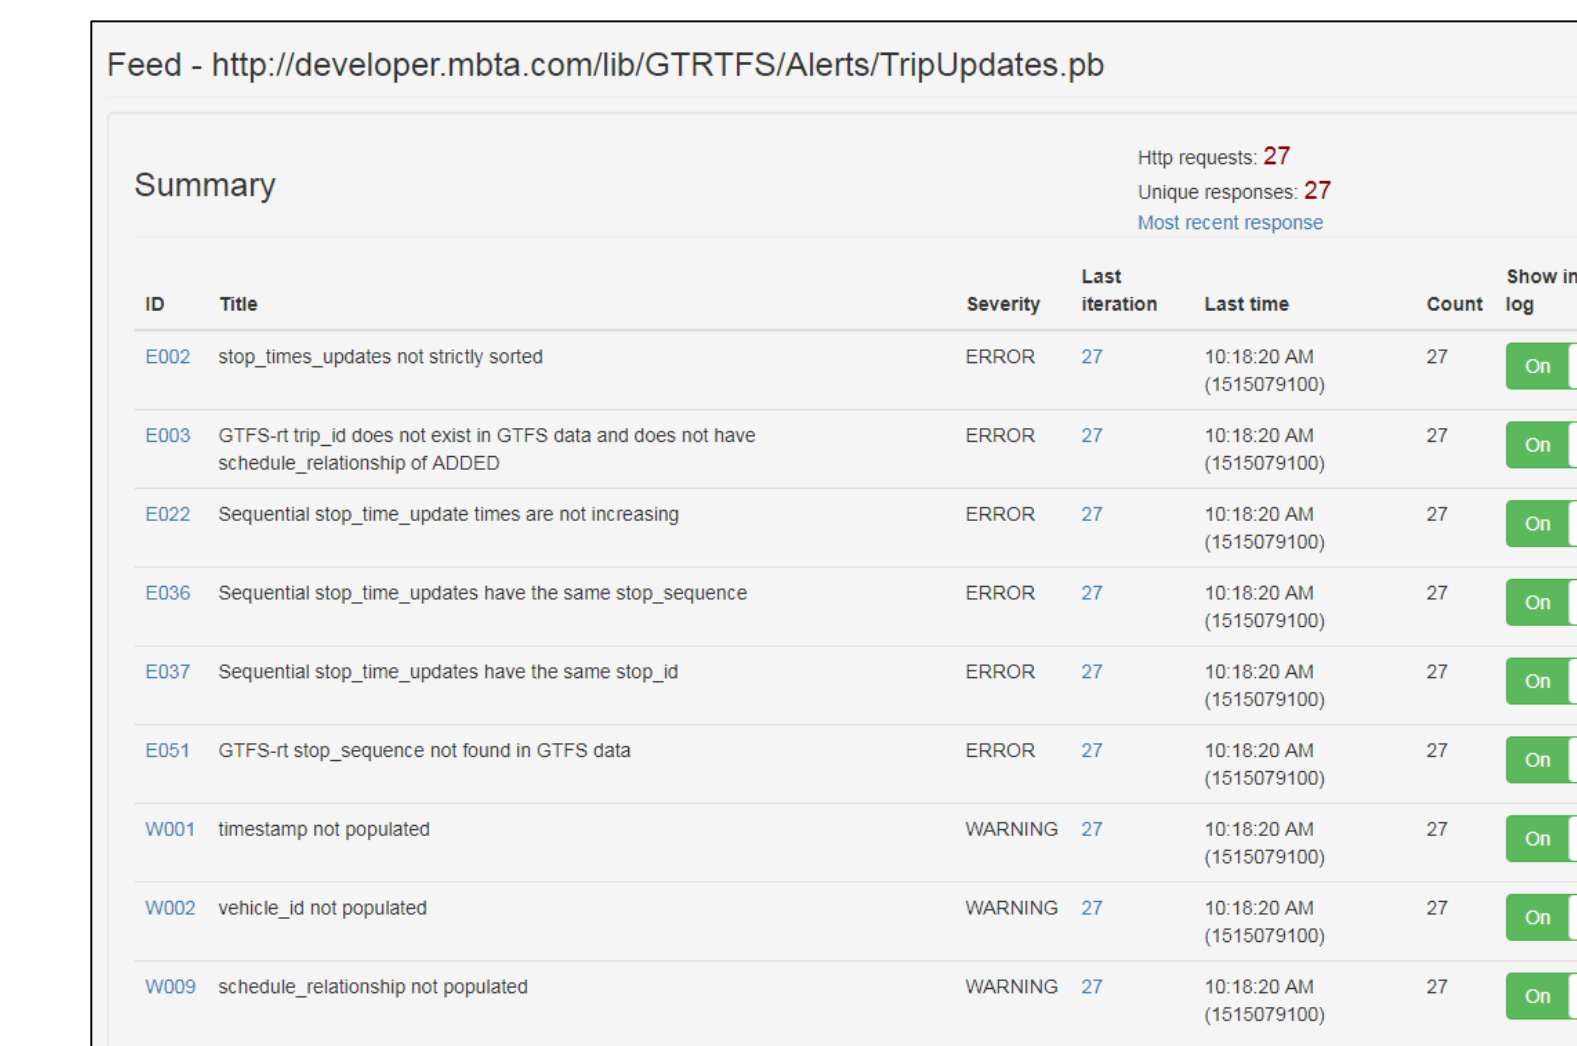 Feed - http://developer.mbta.com/lib/GTRTFS/Alerts/TripUpdates.pb
Summary
Http requests: 27
Unique responses: 27
Most recent response
ID Title Severity Last iteration Last time Count Show in log
E002 stop_times_updates not strictly sorted ERROR 27 10:18:20 AM 27 On
(1515079100)
E003 GTFS-rt trip_id does not exist in GTFS data and does not have ERROR 27 10:18:20 AM 27 On
schedule_relationship of ADDED (1515079100)
E022 Sequential stop_time_update times are not increasing ERROR 27 10:18:20 AM 27 On
(1515079100)
E036 Sequential stop_time_updates have the same stop_sequence ERROR 27 10:18:20 AM 27 On
(1515079100)
E037 Sequential stop_time_updates have the same stop_id ERROR 27 10:18:20 AM 27 On
(1515079100)
E051 GTFS-rt stop_sequence not found in GTFS data ERROR 27 10:18:20 AM 27 On
(1515079100)
W001 timestamp not populated WARNING 27 10:18:20 AM 27 On
(1515079100)
W002 vehicle_id not populated WARNING 27 10:18:20 AM 27 On
(1515079100)
W009 schedule_relationship not populated WARNING 27 10:18:20 AM 27 On
(1515079100)